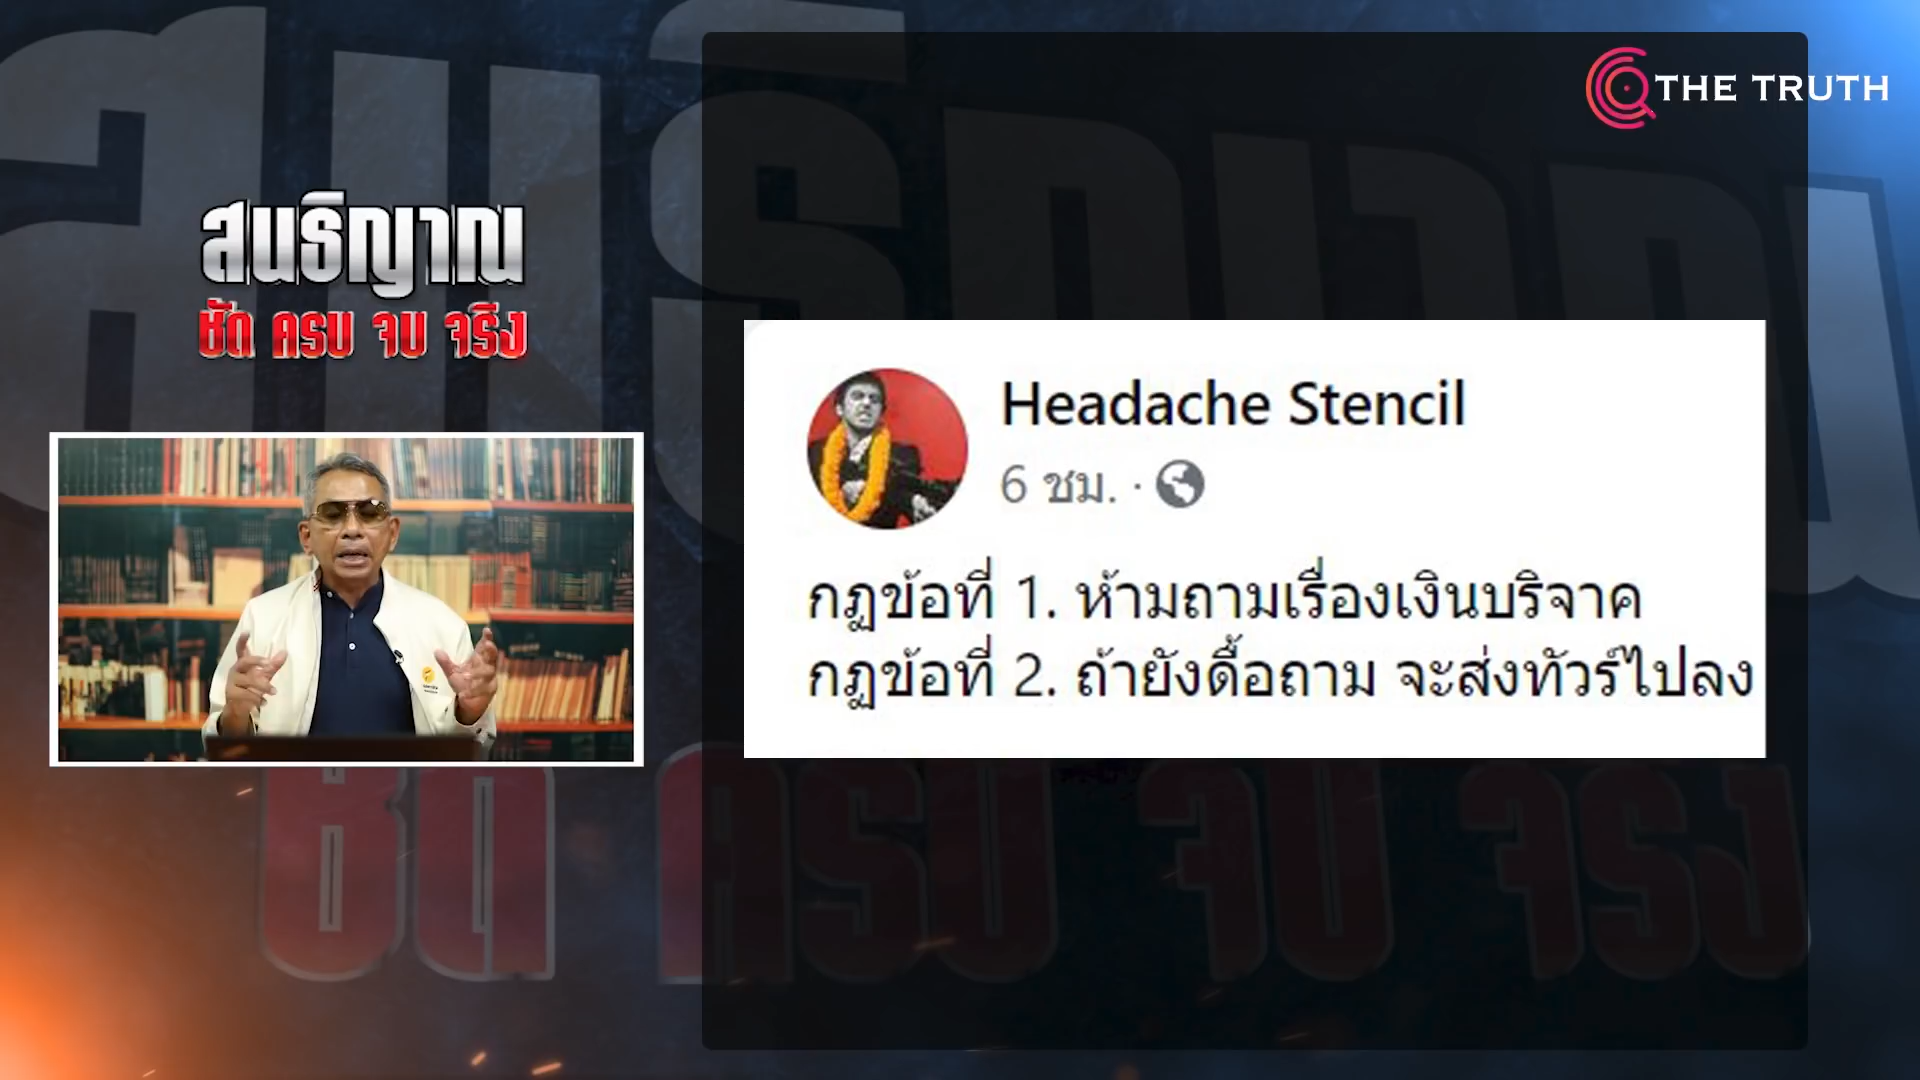 THE TRUTH
สนธิญาณ
ชัด ครบ จบ จริง
Headache Stencil
6 ชม. ·
กฎข้อที่ 1. ห้ามถามเรื่องเงินบริจาค
กฎข้อที่ 2. ถ้ายังดื้อถาม จะส่งทัวร์ไปลง